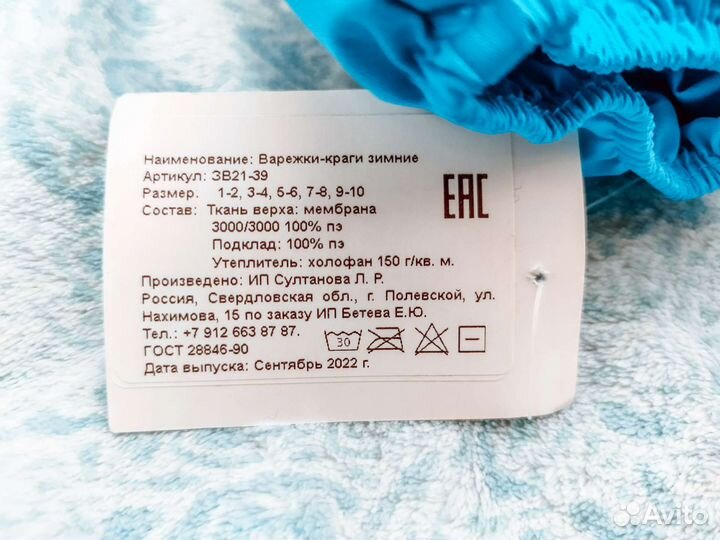 Наименование: Варежки-краги зимние
Артикул: ЗВ21-39
Размер: 1-2, 3-4, 5-6, 7-8, 9-10
Состав: Ткань верха: мембрана
3000/3000 100% пэ
Подклад: 100% пэ
Утеплитель: холофан 150 г/кв. м.
Произведено: ИП Султанова Л. Р.
Россия, Свердловская обл., г. Полевской, ул.
Нахимова, 15 по заказу ИП Бетева Е.Ю.
Тел.: +7 912 663 87 87.
ГОСТ 28846-90
Дата выпуска: Сентябрь 2022 г.
EAC
30
Avito